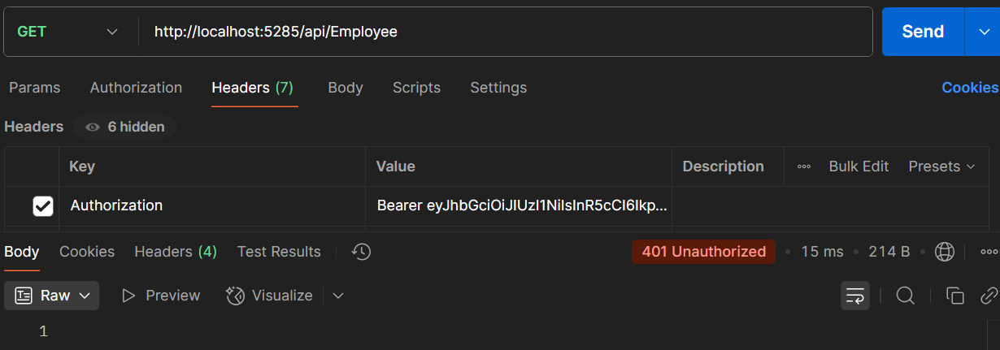 GET http://localhost:5285/api/Employee Send
Params Authorization Headers (7) Body Scripts Settings Cookies
Headers 6 hidden
Key Value Description Bulk Edit Presets
Authorization Bearer eyJhbGciOiJIUzI1NiIsInR5cCI6Ikp...
Body Cookies Headers (4) Test Results 401 Unauthorized 15 ms 214 B
Raw Preview Visualize
1